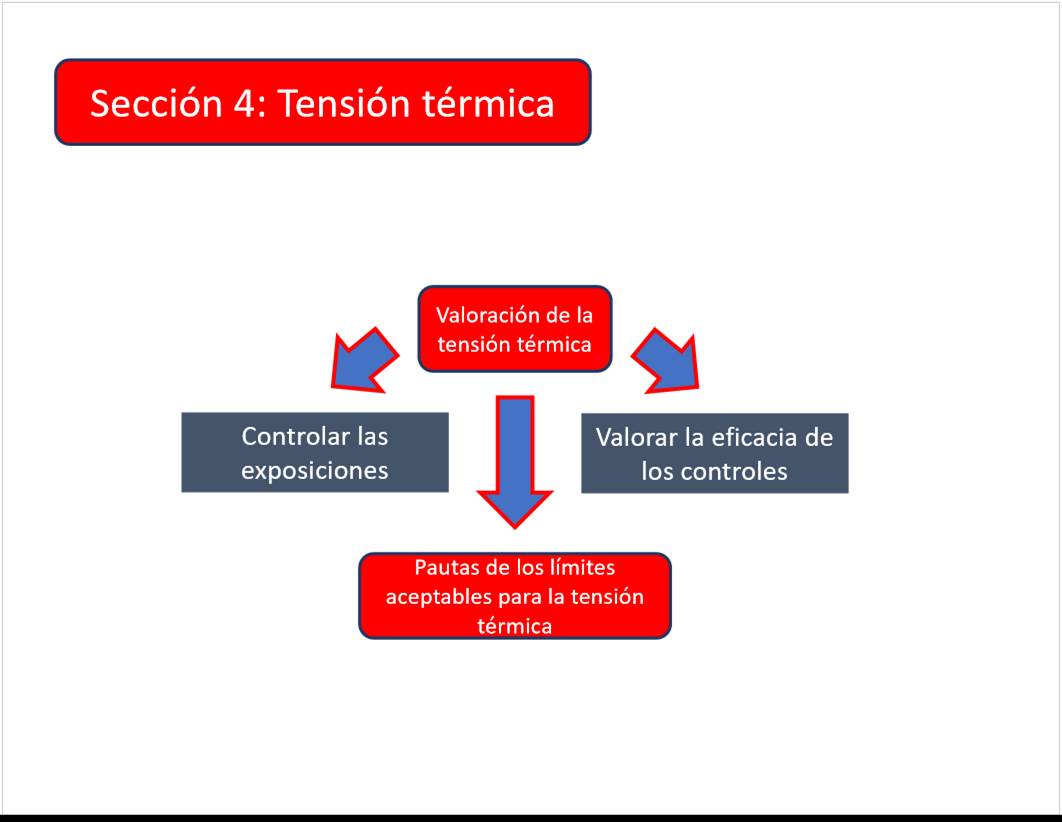 Sección 4: Tensión térmica
Valoración de la
tensión térmica
Controlar las
exposiciones
Valorar la eficacia de
los controles
Pautas de los límites
aceptables para la tensión
térmica